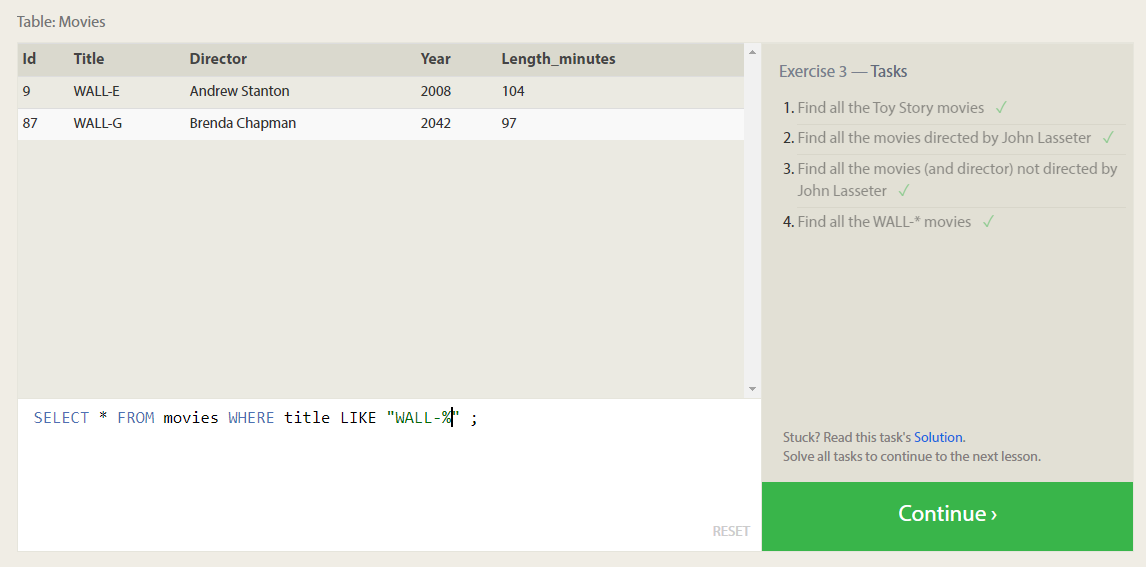 Table: Movies
Id Title Director Year Length_minutes
9 WALL-E Andrew Stanton 2008 104
87 WALL-G Brenda Chapman 2042 97
SELECT * FROM movies WHERE title LIKE "WALL-%" ;
RESET
Exercise 3 — Tasks
1. Find all the Toy Story movies ✓
2. Find all the movies directed by John Lasseter ✓
3. Find all the movies (and director) not directed by
John Lasseter ✓
4. Find all the WALL-* movies ✓
Stuck? Read this task's Solution.
Solve all tasks to continue to the next lesson.
Continue ›